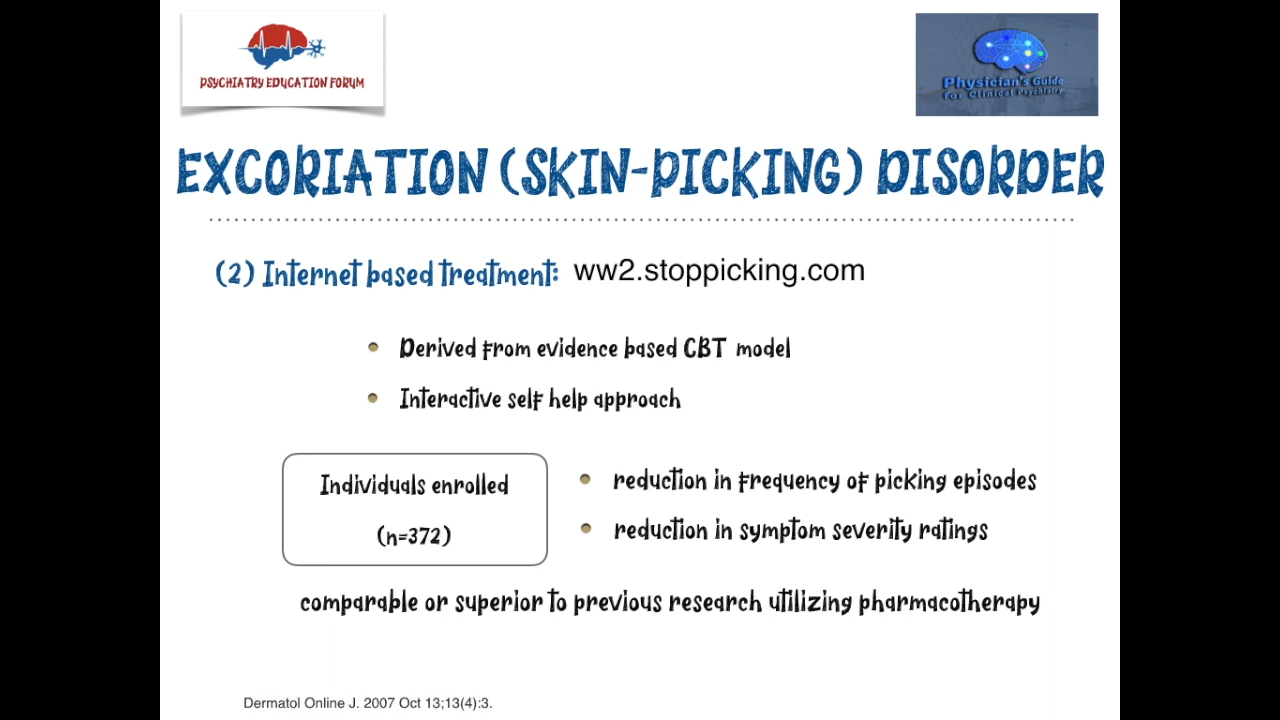 PSYCHIATRY EDUCATION FORUM
Physician's Guide
For Clinical Psychiatry
EXCORIATION (SKIN-PICKING) DISORDER
(2) Internet based treatment: ww2.stoppicking.com
Derived from evidence based CBT model
Interactive self help approach
Individuals enrolled
(n=372)
reduction in frequency of picking episodes
reduction in symptom severity ratings
comparable or superior to previous research utilizing pharmacotherapy
Dermatol Online J. 2007 Oct 13;13(4):3.